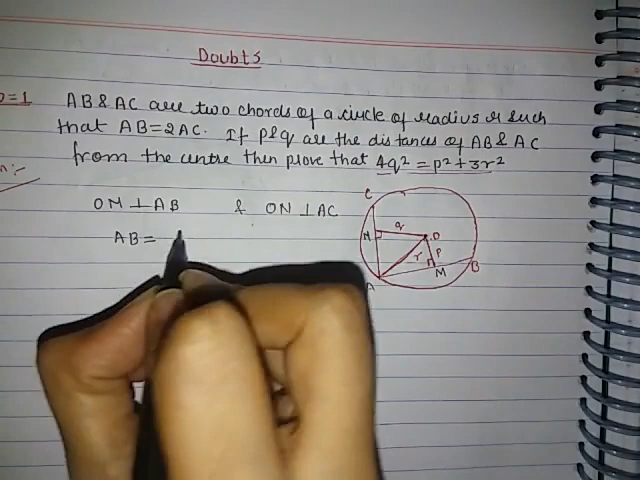 Doubts
Q=1
AB & AC are two chords of a circle of radius r such
that AB=2AC. If P & q are the distances of AB & AC
from the centre then prove that 4q² = p² + 3r²
OM ⊥ AB & ON ⊥ AC
AB =
C
N
q
O
r
P
M
B
A